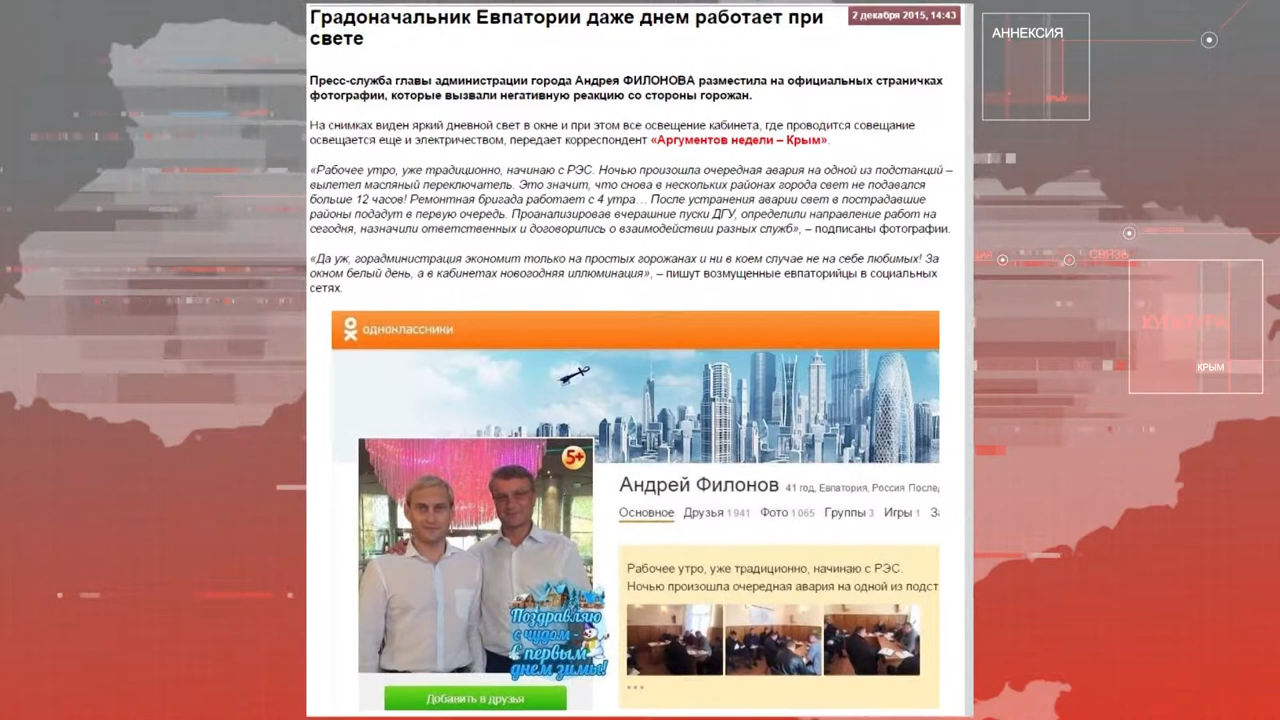 Градоначальник Евпатории даже днем работает при
свете
2 декабря 2015, 14:43
Пресс-служба главы администрации города Андрея ФИЛОНОВА разместила на официальных страничках
фотографии, которые вызвали негативную реакцию со стороны горожан.
На снимках виден яркий дневной свет в окне и при этом все освещение кабинета, где проводится совещание
освещается еще и электричеством, передает корреспондент «Аргументов недели – Крым».
«Рабочее утро, уже традиционно, начинаю с РЭС. Ночью произошла очередная авария на одной из подстанций –
вылетел масляный переключатель. Это значит, что снова в нескольких районах города свет не подавался
больше 12 часов! Ремонтная бригада работает с 4 утра… После устранения аварии свет в пострадавшие
районы подадут в первую очередь. Проанализировав вчерашние пуски ДГУ, определили направление работ на
сегодня, назначили ответственных и договорились о взаимодействии разных служб», – подписаны фотографии.
«Да уж, горадминистрация экономит только на простых горожанах и ни в коем случае не на себе любимых! За
окном белый день, а в кабинетах новогодняя иллюминация», – пишут возмущенные евпаторийцы в социальных
сетях.
одноклассники
5+
Поздравляю
с чудом -
с первым
днем зимы!
Добавить в друзья
Андрей Филонов 41 год, Евпатория, Россия Послед
Основное Друзья 1941 Фото 1065 Группы 3 Игры 1 За
Рабочее утро, уже традиционно, начинаю с РЭС.
Ночью произошла очередная авария на одной из подст
...
АННЕКСИЯ
КРЫМ
СВЯЗЬ
КУЛЬТУРА
КРЫМ